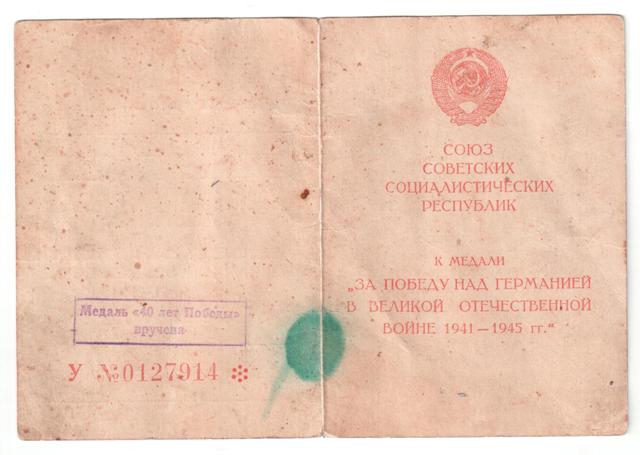 Медаль «40 лет Победы»
вручена
У №0127914
СОЮЗ
СОВЕТСКИХ
СОЦИАЛИСТИЧЕСКИХ
РЕСПУБЛИК
К МЕДАЛИ
„ЗА ПОБЕДУ НАД ГЕРМАНИЕЙ
В ВЕЛИКОЙ ОТЕЧЕСТВЕННОЙ
ВОЙНЕ 1941—1945 гг.“